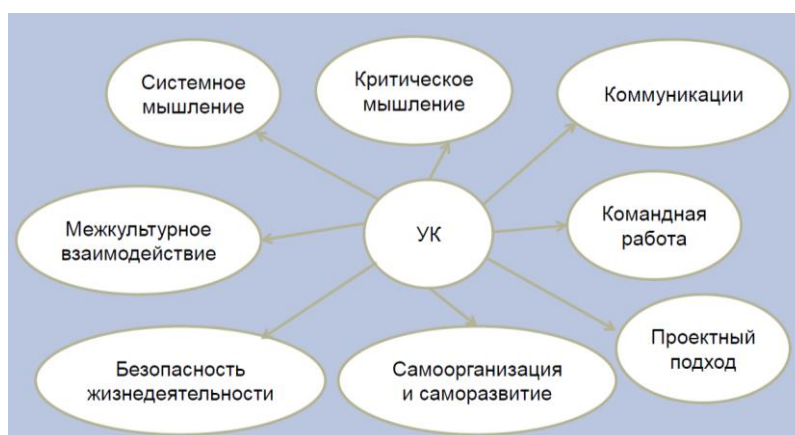 Системное
мышление
Критическое
мышление
Коммуникации
Межкультурное
взаимодействие
УК
Командная
работа
Безопасность
жизнедеятельности
Самоорганизация
и саморазвитие
Проектный
подход